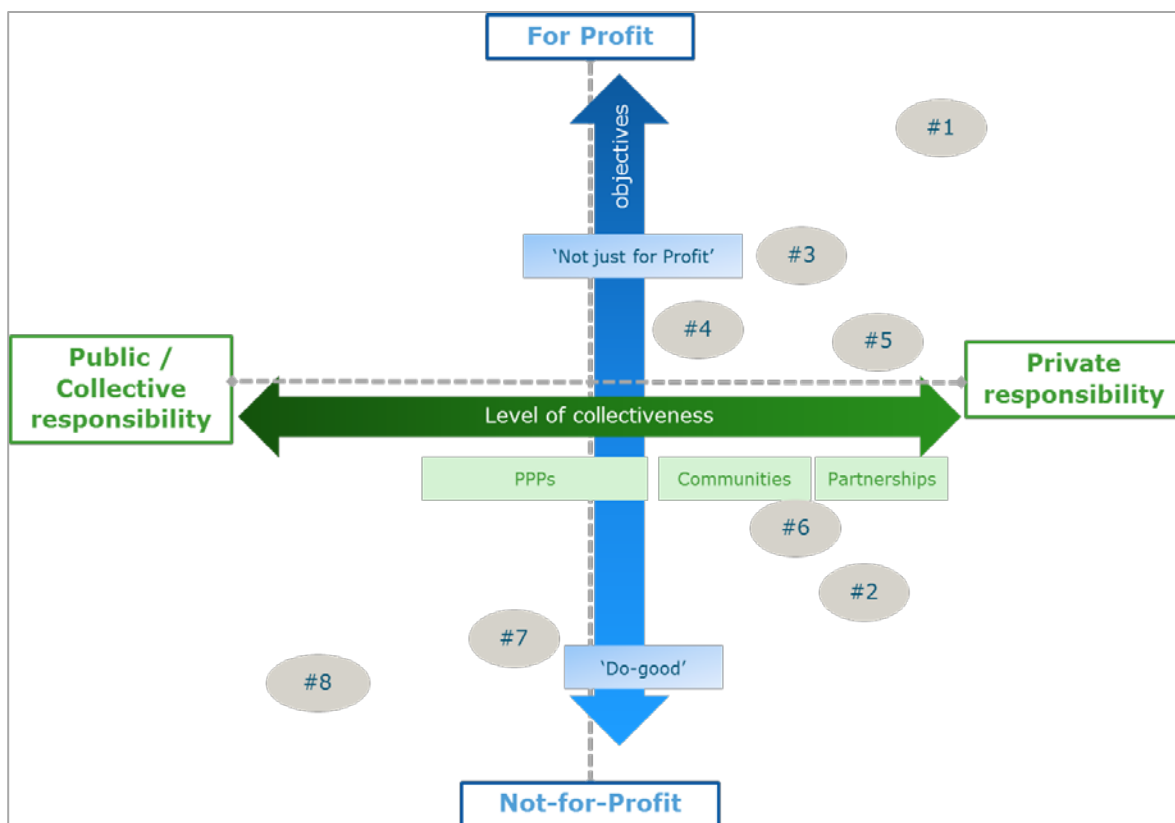 For Profit
objectives
#1
‘Not just for Profit’
#3
#4
#5
Public /
Collective
responsibility
Private
responsibility
Level of collectiveness
PPPs
Communities
Partnerships
#6
#2
#7
‘Do-good’
#8
Not-for-Profit